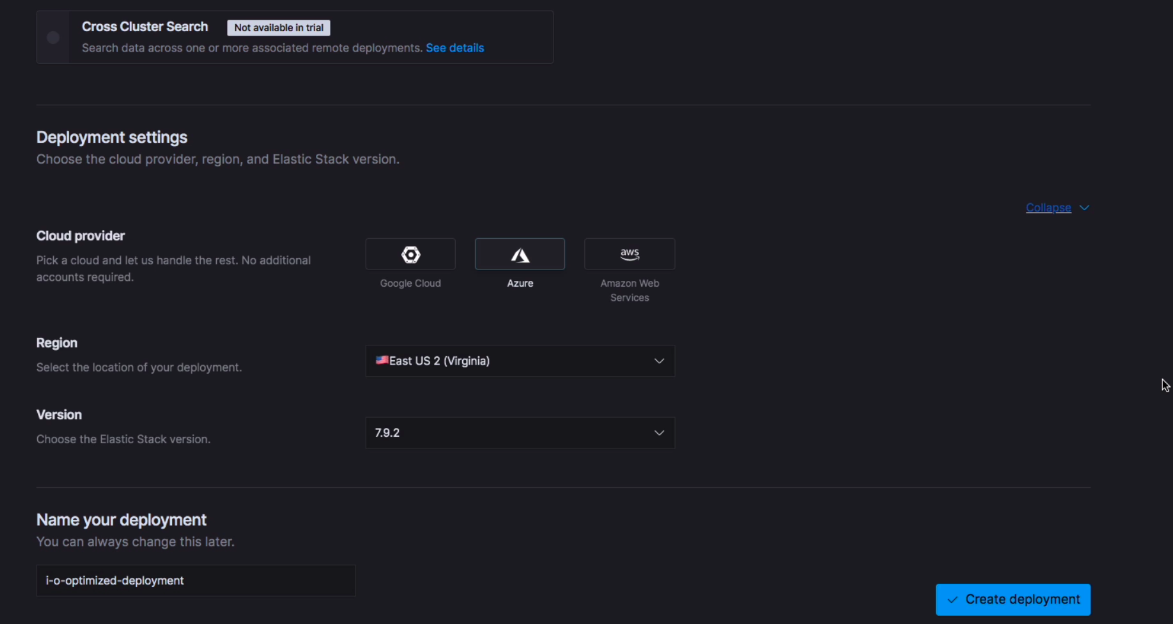 Cross Cluster Search Not available in trial
Search data across one or more associated remote deployments. See details
Deployment settings
Choose the cloud provider, region, and Elastic Stack version.
Collapse
Cloud provider
Pick a cloud and let us handle the rest. No additional
accounts required.
Google Cloud
Azure
aws
Amazon Web
Services
Region
Select the location of your deployment.
East US 2 (Virginia)
Version
Choose the Elastic Stack version.
7.9.2
Name your deployment
You can always change this later.
i-o-optimized-deployment
Create deployment